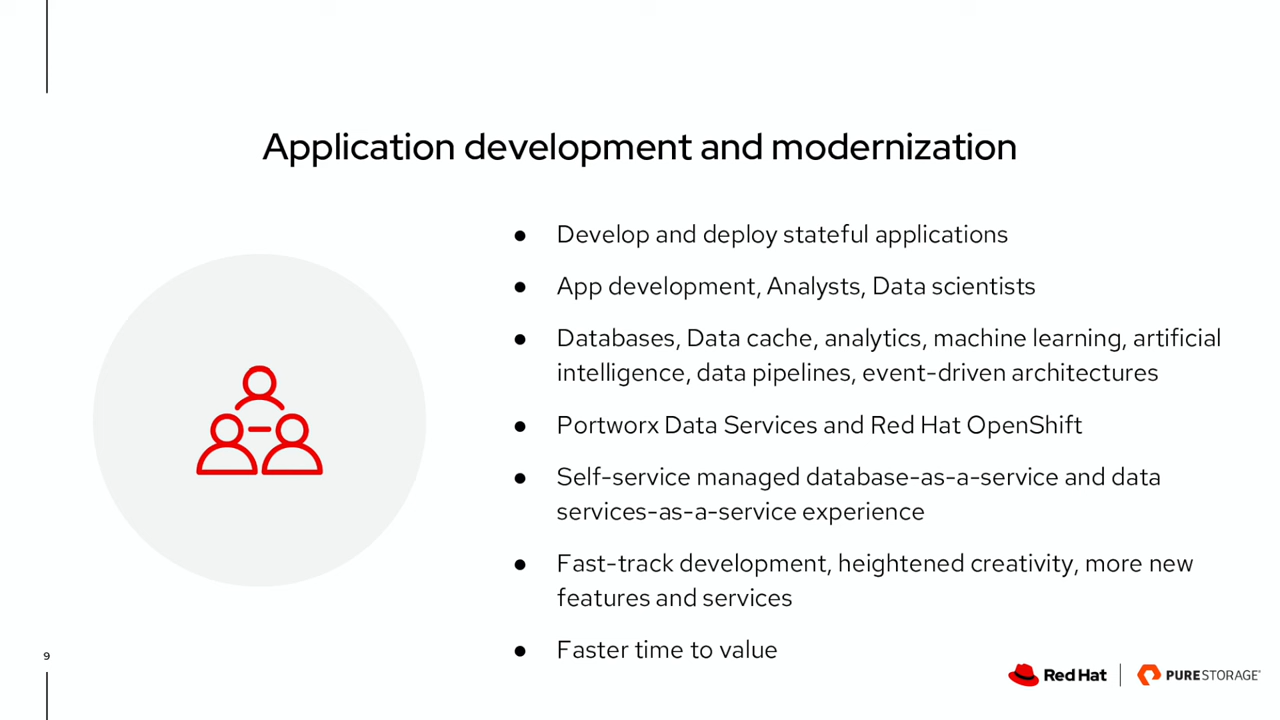 Application development and modernization
● Develop and deploy stateful applications
● App development, Analysts, Data scientists
● Databases, Data cache, analytics, machine learning, artificial
intelligence, data pipelines, event-driven architectures
● Portworx Data Services and Red Hat OpenShift
● Self-service managed database-as-a-service and data
services-as-a-service experience
● Fast-track development, heightened creativity, more new
features and services
● Faster time to value
9
Red Hat | PURESTORAGE®